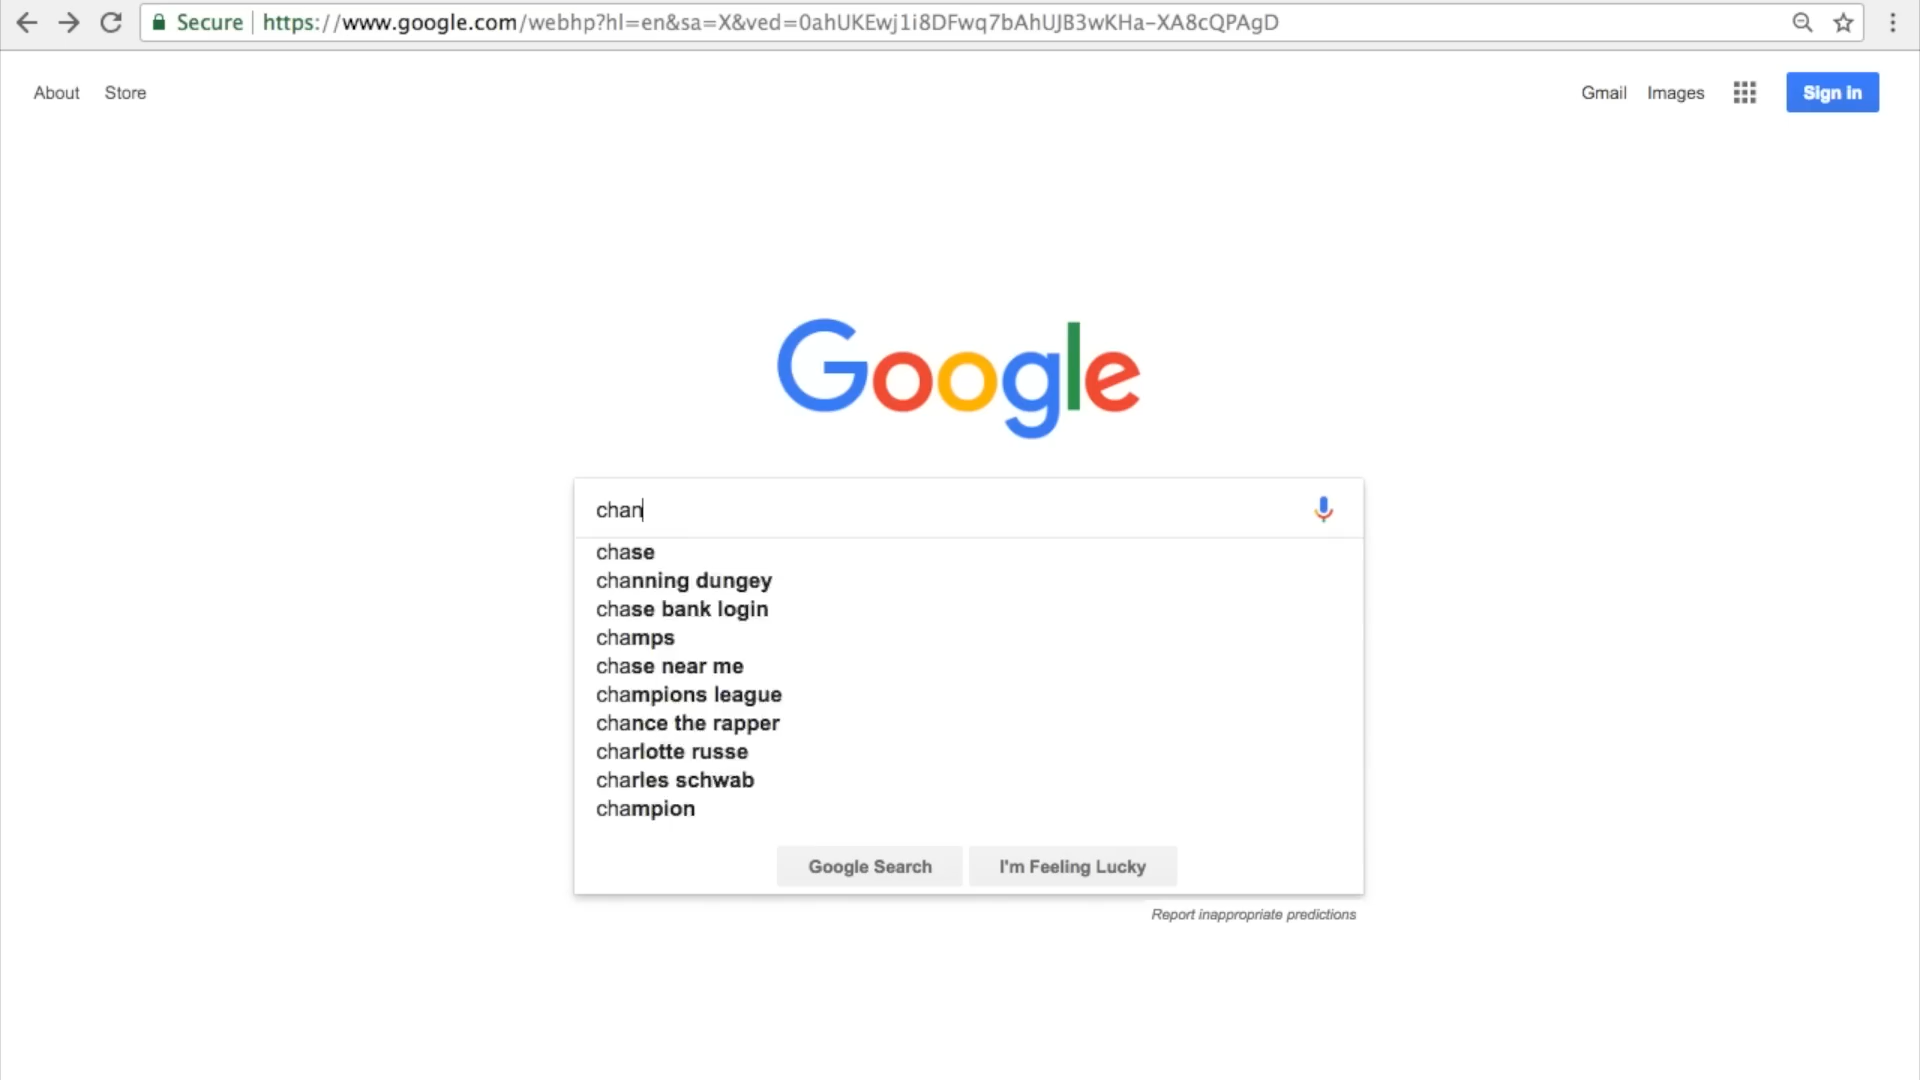 Secure https://www.google.com/webhp?hl=en&sa=X&ved=0ahUKEwj1i8DFwq7bAhUJB3wKHa-XA8cQPAgD
About Store Gmail Images Sign in
Google
chan
chase
channing dungey
chase bank login
champs
chase near me
champions league
chance the rapper
charlotte russe
charles schwab
champion
Google Search I'm Feeling Lucky
Report inappropriate predictions